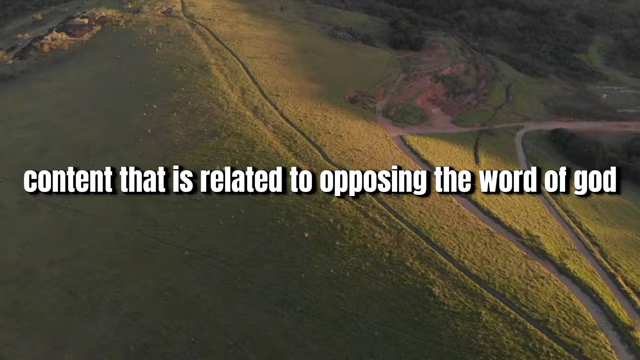 content that is related to opposing the word of god